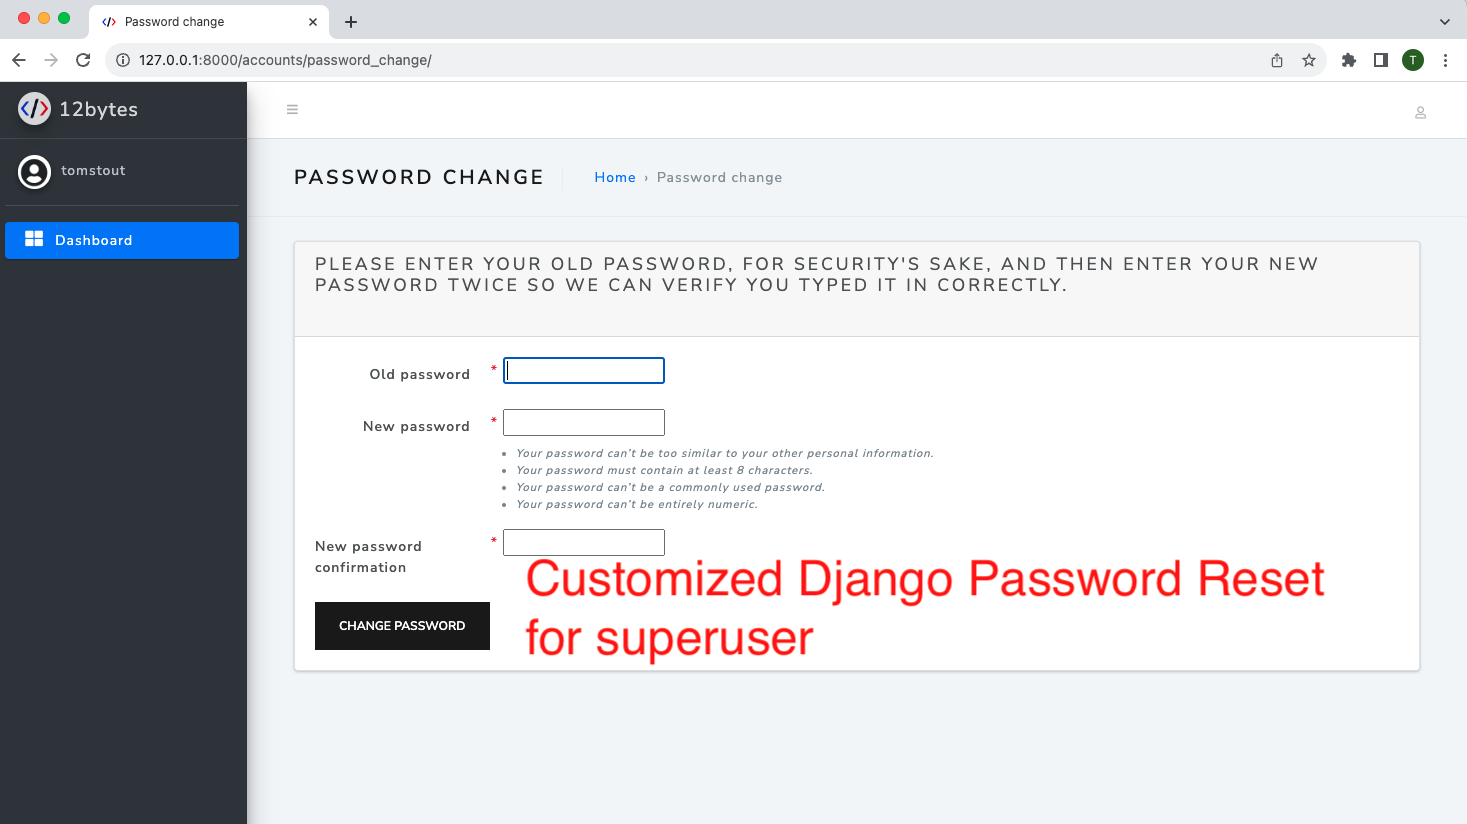 Password change
127.0.0.1:8000/accounts/password_change/
T
12bytes
tomstout
Dashboard
PASSWORD CHANGE
Home › Password change
PLEASE ENTER YOUR OLD PASSWORD, FOR SECURITY'S SAKE, AND THEN ENTER YOUR NEW
PASSWORD TWICE SO WE CAN VERIFY YOU TYPED IT IN CORRECTLY.
Old password *
New password *
• Your password can't be too similar to your other personal information.
• Your password must contain at least 8 characters.
• Your password can't be a commonly used password.
• Your password can't be entirely numeric.
New password *
confirmation
Customized Django Password Reset
for superuser
CHANGE PASSWORD